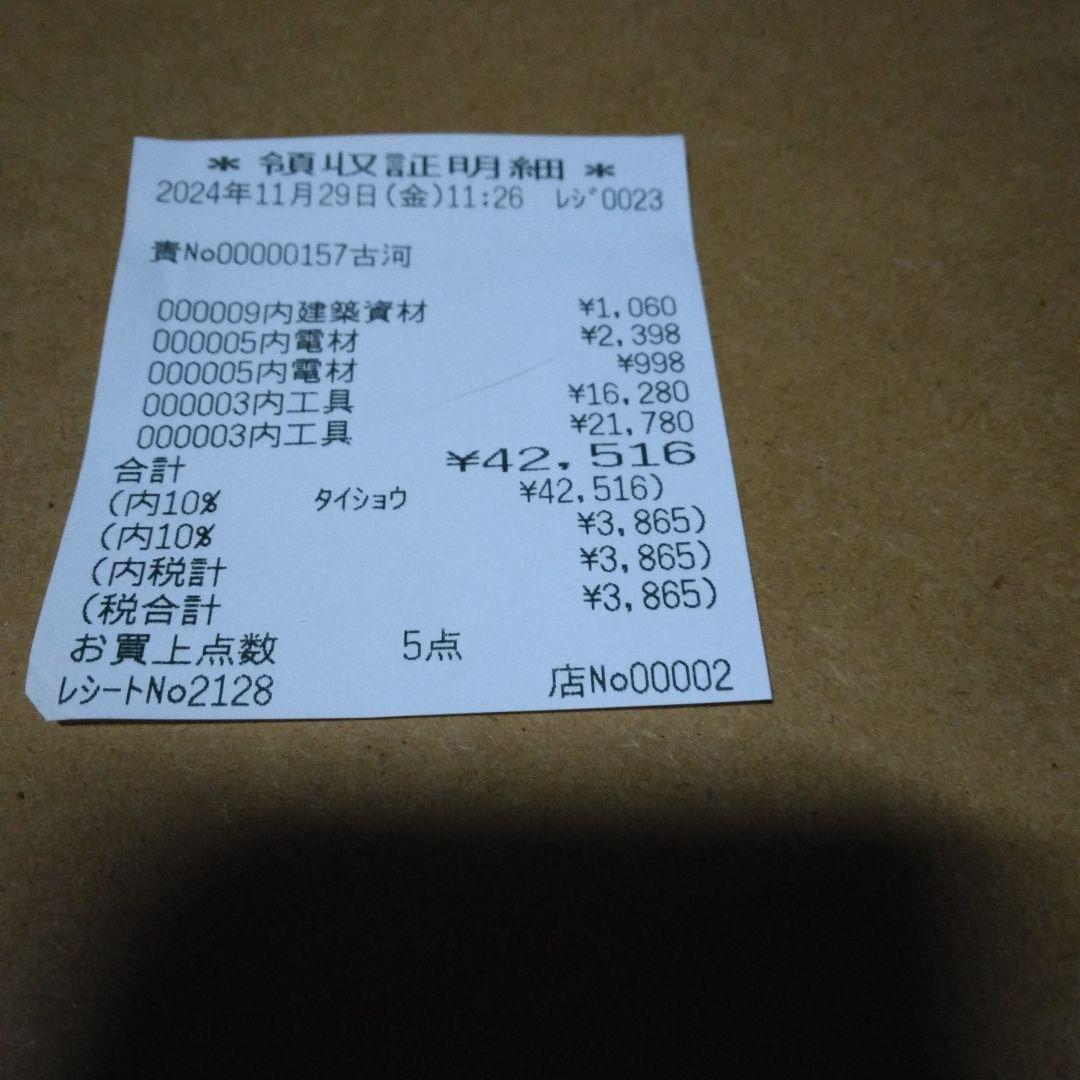 * 領収証明細 *
2024年11月29日(金)11:26 ﾚｼﾞ0023
責No00000157古河
000009内建築資材 ¥1,060
000005内電材 ¥2,398
000005内電材 ¥998
000003内工具 ¥16,280
000003内工具 ¥21,780
合計 ¥42,516
(内10% タイショウ ¥42,516)
(内10% ¥3,865)
(内税計 ¥3,865)
(税合計 ¥3,865)
お買上点数 5点
レシートNo2128 店No00002